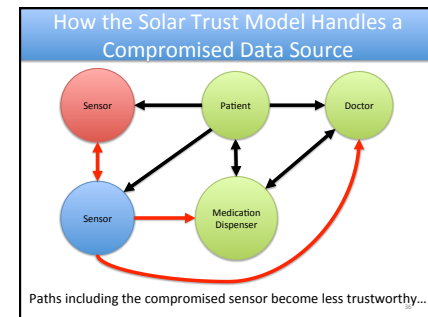 How the Solar Trust Model Handles a
Compromised Data Source
Sensor
Patient
Doctor
Sensor
Medication
Dispenser
Paths including the compromised sensor become less trustworthy…